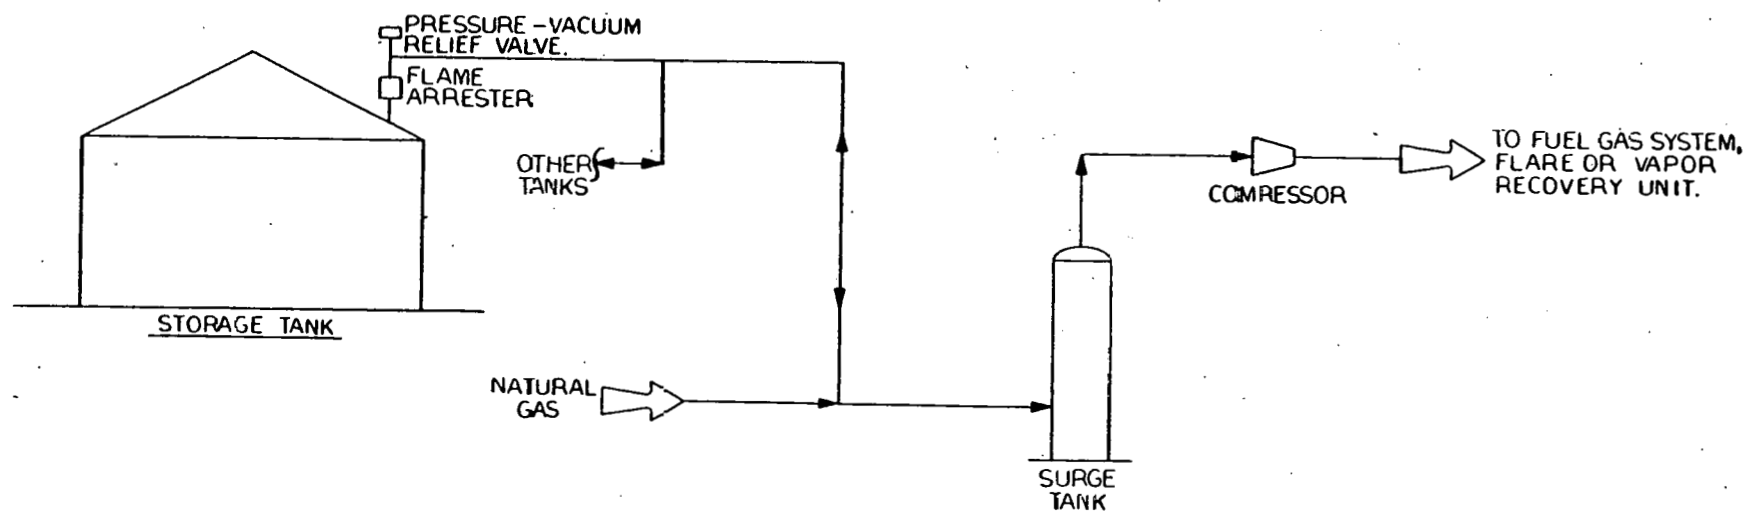 PRESSURE-VACUUM
RELIEF VALVE.
FLAME
ARRESTER
OTHER
TANKS
STORAGE TANK
NATURAL
GAS
SURGE
TANK
COMRESSOR
TO FUEL GAS SYSTEM,
FLARE OR VAPOR
RECOVERY UNIT.